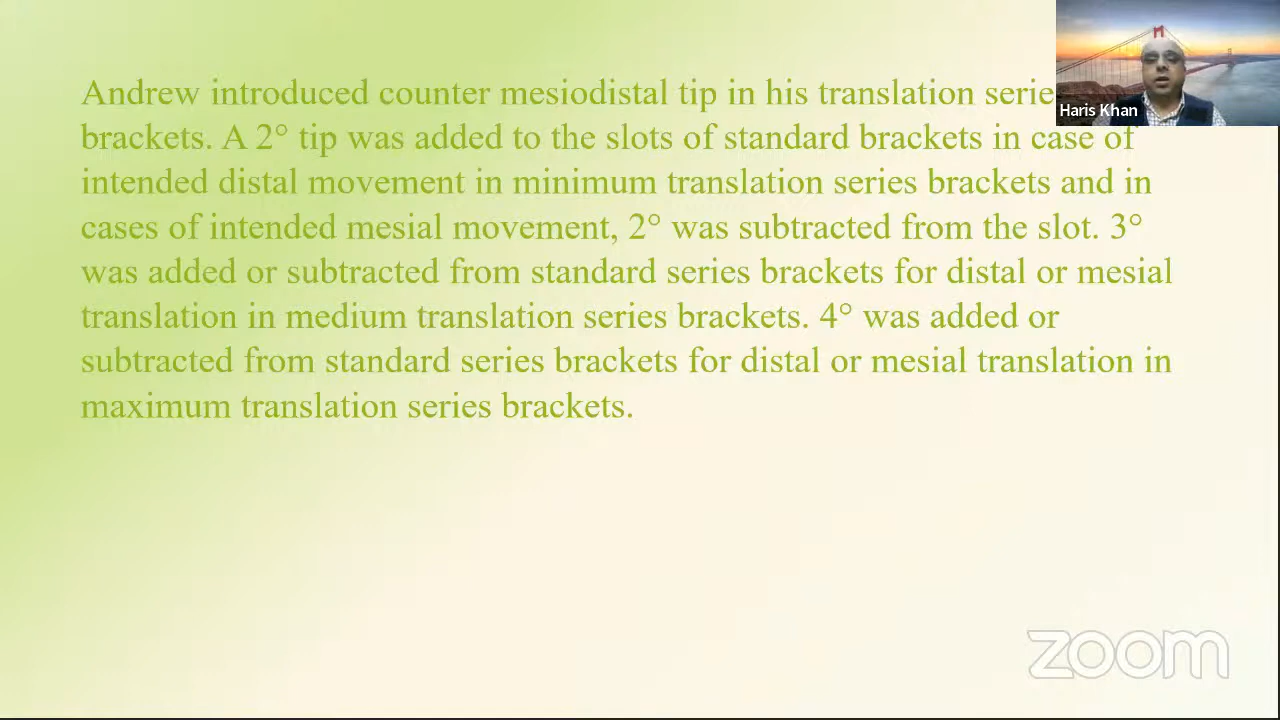 Andrew introduced counter mesiodistal tip in his translation serie
brackets. A 2° tip was added to the slots of standard brackets in case of
intended distal movement in minimum translation series brackets and in
cases of intended mesial movement, 2° was subtracted from the slot. 3°
was added or subtracted from standard series brackets for distal or mesial
translation in medium translation series brackets. 4° was added or
subtracted from standard series brackets for distal or mesial translation in
maximum translation series brackets.
Haris Khan
zoom